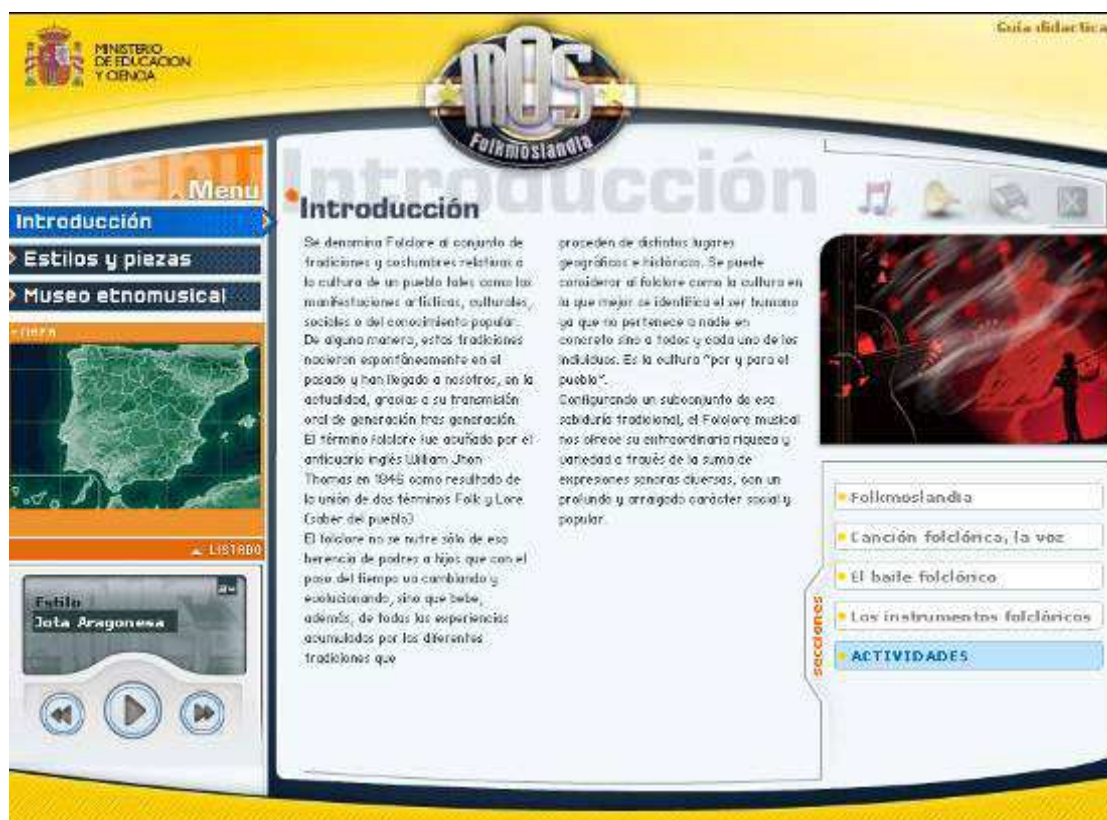 MINISTERIO
DE EDUCACION
Y CIENCIA
mos
Folkmoslandia
Guía didactica
Menu
Menu
Introducción
Estilos y piezas
Museo etnomusical
LISTADO
Estilo
Jota Aragonesa
Introducción
Introducción
Se denomina Folclore al conjunto de
tradiciones y costumbres relativas a
la cultura de un pueblo tales como las
manifestaciones artísticas, culturales,
sociales o del conocimiento popular.
De alguna manera, estas tradiciones
nacieron espontáneamente en el
pasado y han llegado a nosotros, en la
actualidad, gracias a su transmisión
oral de generación tras generación.
El término folclore fue acuñado por el
anticuario inglés William Jhon
Thomas en 1846 como resultado de
la unión de dos términos Folk y Lore
(saber del pueblo)
El folclore no se nutre sólo de esa
herencia de padres a hijos que con el
paso del tiempo va cambiando y
evolucionando, sino que bebe,
además, de todas las experiencias
acumuladas por las diferentes
tradiciones que
proceden de distintos lugares
geográficos e históricos. Se puede
considerar al folclore como la cultura en
la que mejor se identifica el ser humano
ya que no pertenece a nadie en
concreto sino a todos y cada uno de los
individuos. Es la cultura "por y para el
pueblo".
Configurando un subconjunto de esa
sabiduría tradicional, el Folclore musical
nos ofrece su extraordinaria riqueza y
variedad a través de la suma de
expresiones sonoras diversas, con un
profundo y arraigado carácter social y
popular.
secciones
Folkmoslandia
Canción folclórica, la voz
El baile folclórico
Los instrumentos folclóricos
ACTIVIDADES